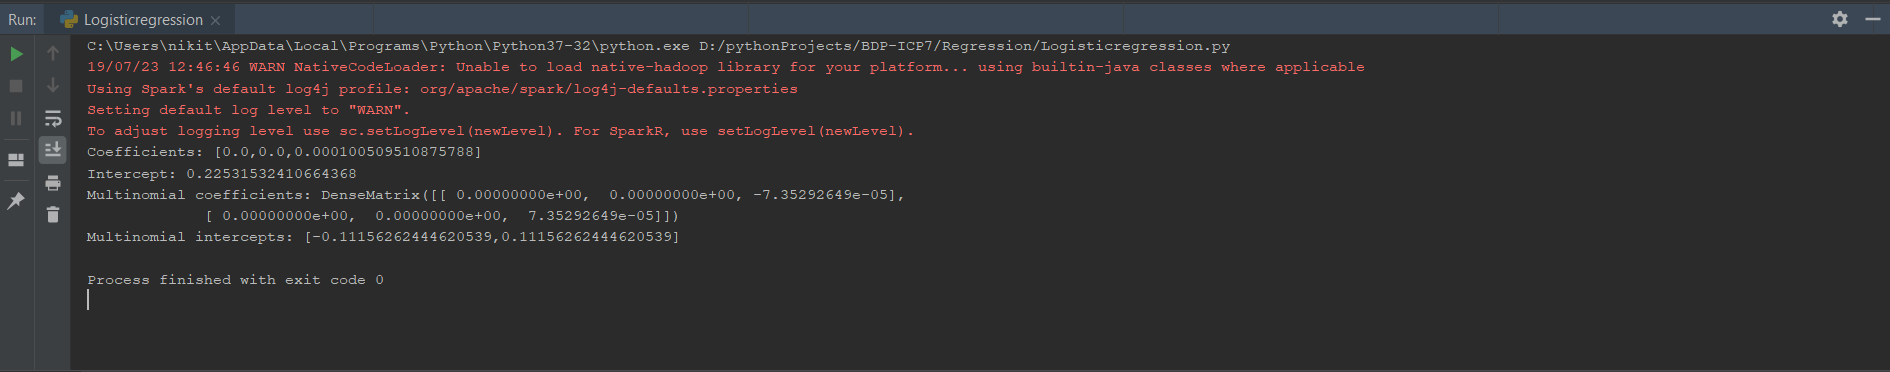 Run: Logisticregression
C:\Users\nikit\AppData\Local\Programs\Python\Python37-32\python.exe D:/pythonProjects/BDP-ICP7/Regression/Logisticregression.py
19/07/23 12:46:46 WARN NativeCodeLoader: Unable to load native-hadoop library for your platform... using builtin-java classes where applicable
Using Spark's default log4j profile: org/apache/spark/log4j-defaults.properties
Setting default log level to "WARN".
To adjust logging level use sc.setLogLevel(newLevel). For SparkR, use setLogLevel(newLevel).
Coefficients: [0.0,0.0,0.000100509510875788]
Intercept: 0.22531532410664368
Multinomial coefficients: DenseMatrix([[ 0.00000000e+00,  0.00000000e+00, -7.35292649e-05],
[ 0.00000000e+00,  0.00000000e+00,  7.35292649e-05]])
Multinomial intercepts: [-0.11156262444620539,0.11156262444620539]
Process finished with exit code 0